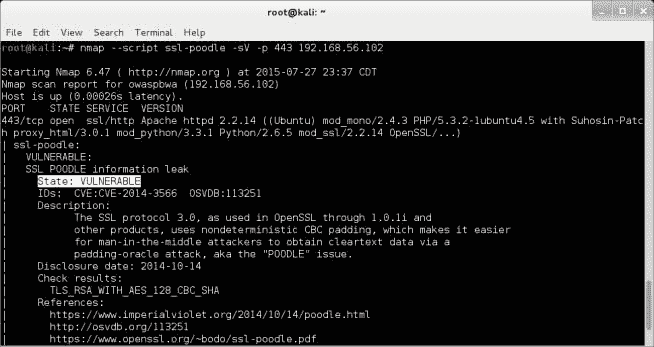 root@kali: ~
File Edit View Search Terminal Help
root@kali:~# nmap --script ssl-poodle -sV -p 443 192.168.56.102
Starting Nmap 6.47 ( http://nmap.org ) at 2015-07-27 23:37 CDT
Nmap scan report for owaspbwa (192.168.56.102)
Host is up (0.00026s latency).
PORT    STATE SERVICE  VERSION
443/tcp open  ssl/http Apache httpd 2.2.14 ((Ubuntu) mod_mono/2.4.3 PHP/5.3.2-1ubuntu4.5 with Suhosin-Patc
h proxy_html/3.0.1 mod_python/3.3.1 Python/2.6.5 mod_ssl/2.2.14 OpenSSL/...)
| ssl-poodle:
|   VULNERABLE:
|   SSL POODLE information leak
|     State: VULNERABLE
|     IDs:  CVE:CVE-2014-3566  OSVDB:113251
|     Description:
|           The SSL protocol 3.0, as used in OpenSSL through 1.0.1i and
|           other products, uses nondeterministic CBC padding, which makes it easier
|           for man-in-the-middle attackers to obtain cleartext data via a
|           padding-oracle attack, aka the "POODLE" issue.
|     Disclosure date: 2014-10-14
|     Check results:
|       TLS_RSA_WITH_AES_128_CBC_SHA
|     References:
|       https://www.imperialviolet.org/2014/10/14/poodle.html
|       http://osvdb.org/113251
|       https://www.openssl.org/~bodo/ssl-poodle.pdf